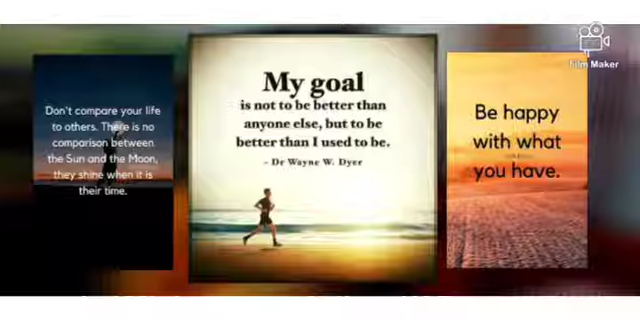 Don't compare your life
to others. There is no
comparison between
the Sun and the Moon,
they shine when it is
their time.
My goal
is not to be better than
anyone else, but to be
better than I used to be.
- Dr Wayne W. Dyer
Be happy
with what
you have.
Film Maker